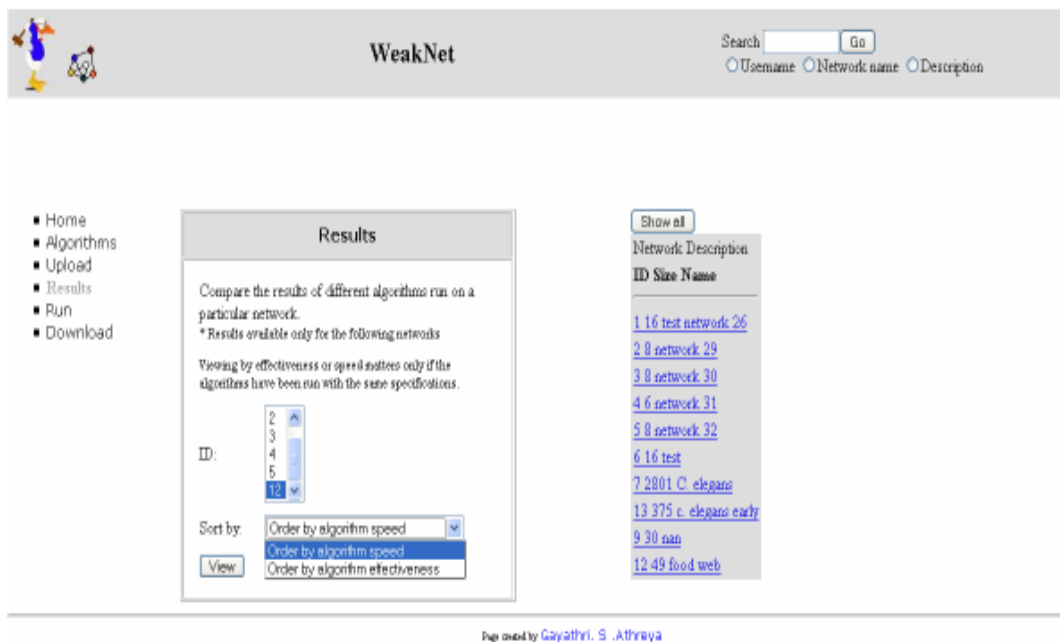 WeakNet
Search Go
Username Network name Description
Home
Algorithms
Upload
Results
Run
Download
Results
Compare the results of different algorithms run on a
particular network.
* Results available only for the following networks
Viewing by effectiveness or speed matters only if the
algorithms have been run with the same specifications.
ID:
2
3
4
5
12
Sort by: Order by algorithm speed
Order by algorithm speed
Order by algorithm effectiveness
View
Show all
Network Description
ID Size Name
1 16 test network 26
2 8 network 29
3 8 network 30
4 6 network 31
5 8 network 32
6 16 test
7 2801 C. elegans
13 375 c. elegans early
9 30 nan
12 49 food web
Page created by Gayathri. S .Athreya